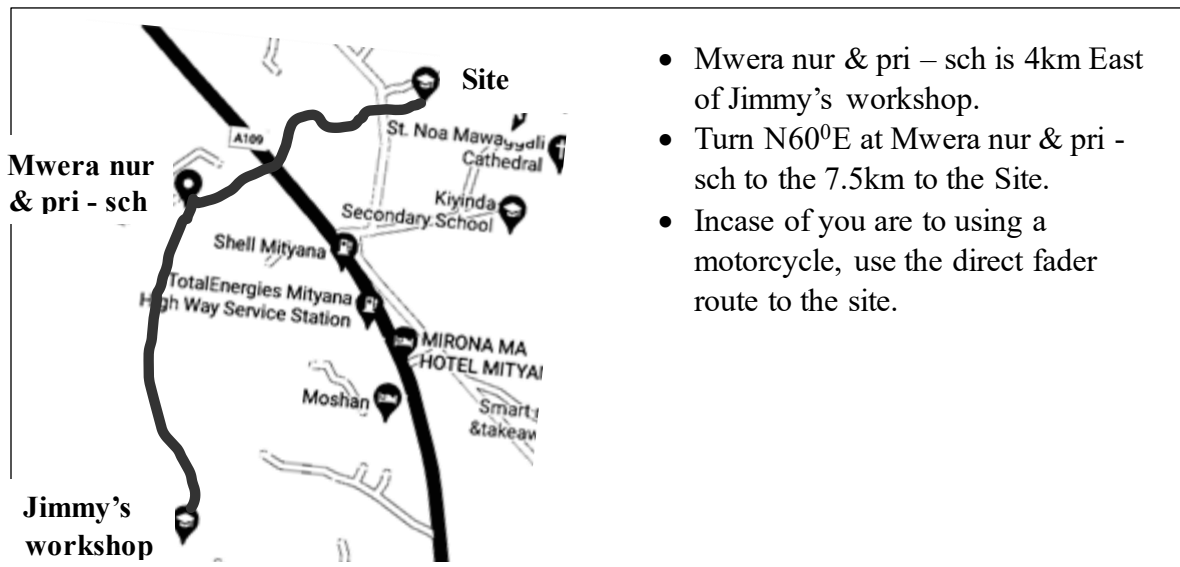 Site
A109
St. Noa Mawaggali
Cathedral
Mwera nur
& pri - sch
Kiyinda
Secondary School
Shell Mityana
TotalEnergies Mityana
High Way Service Station
MIRONA MA
HOTEL MITYA
Moshan
Smart
&takeaw
Jimmy’s
workshop
• Mwera nur & pri – sch is 4km East
of Jimmy’s workshop.
• Turn N60⁰E at Mwera nur & pri -
sch to the 7.5km to the Site.
• Incase of you are to using a
motorcycle, use the direct fader
route to the site.